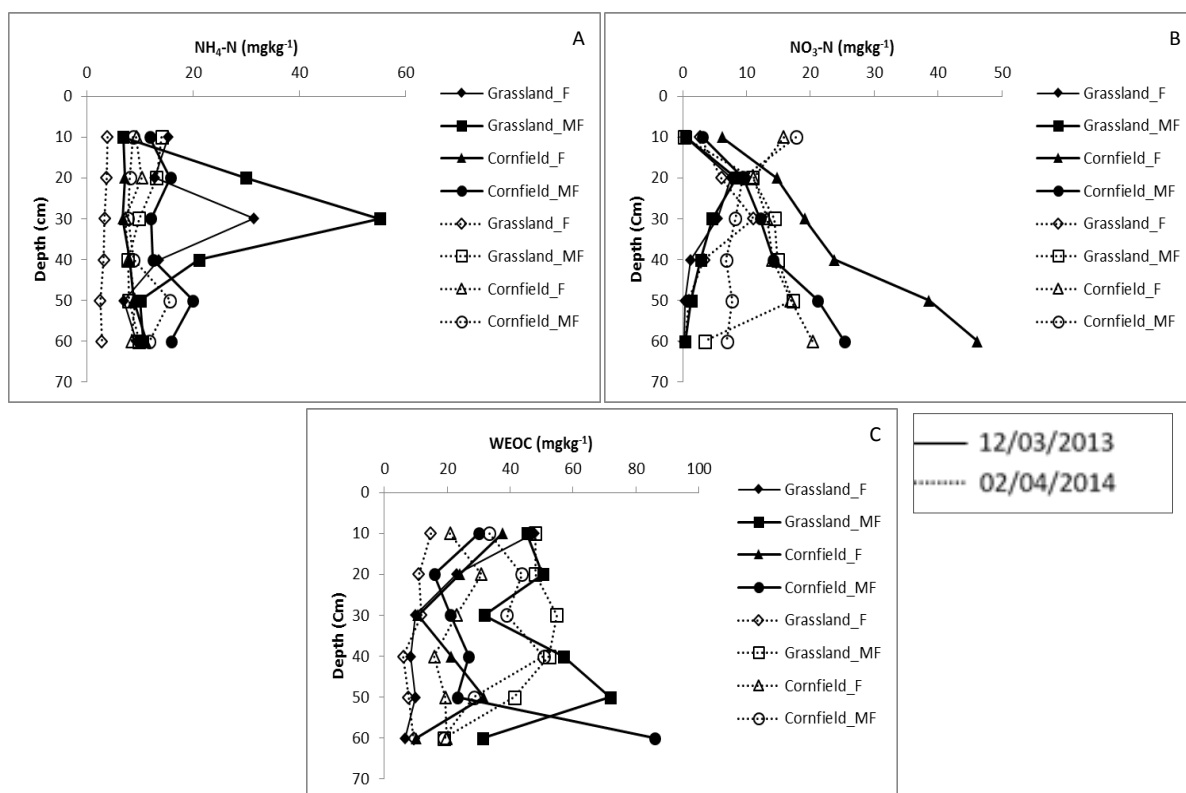 NH₄-N (mgkg⁻¹)
A
0 20 40 60
0
10
20
30
40
50
60
70
Depth (Cm)
Grassland_F
Grassland_MF
Cornfield_F
Cornfield_MF
Grassland_F
Grassland_MF
Cornfield_F
Cornfield_MF
NO₃-N (mgkg⁻¹)
B
0 10 20 30 40 50
0
10
20
30
40
50
60
70
Depth (Cm)
Grassland_F
Grassland_MF
Cornfield_F
Cornfield_MF
Grassland_F
Grassland_MF
Cornfield_F
Cornfield_MF
WEOC (mgkg⁻¹)
C
0 20 40 60 80 100
0
10
20
30
40
50
60
70
Depth (Cm)
Grassland_F
Grassland_MF
Cornfield_F
Cornfield_MF
Grassland_F
Grassland_MF
Cornfield_F
Cornfield_MF
12/03/2013
02/04/2014